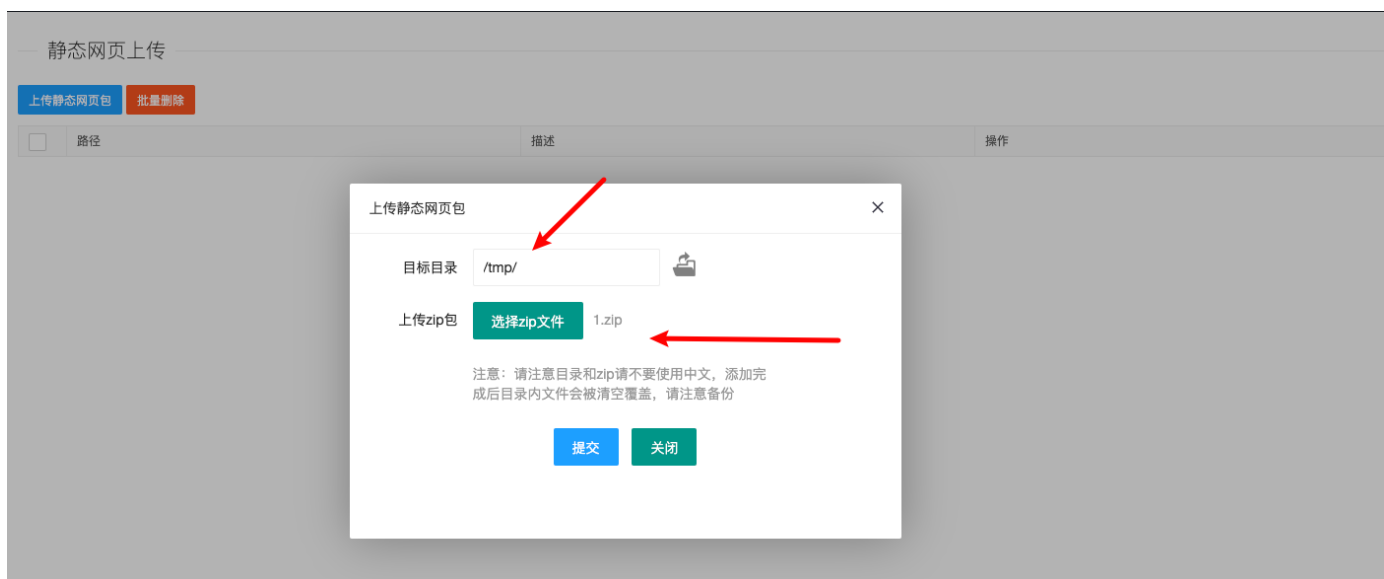 静态网页上传
上传静态网页包 批量删除
路径 描述 操作
上传静态网页包
目标目录 /tmp/
上传zip包 选择zip文件 1.zip
注意：请注意目录和zip请不要使用中文，添加完
成后目录内文件会被清空覆盖，请注意备份
提交 关闭